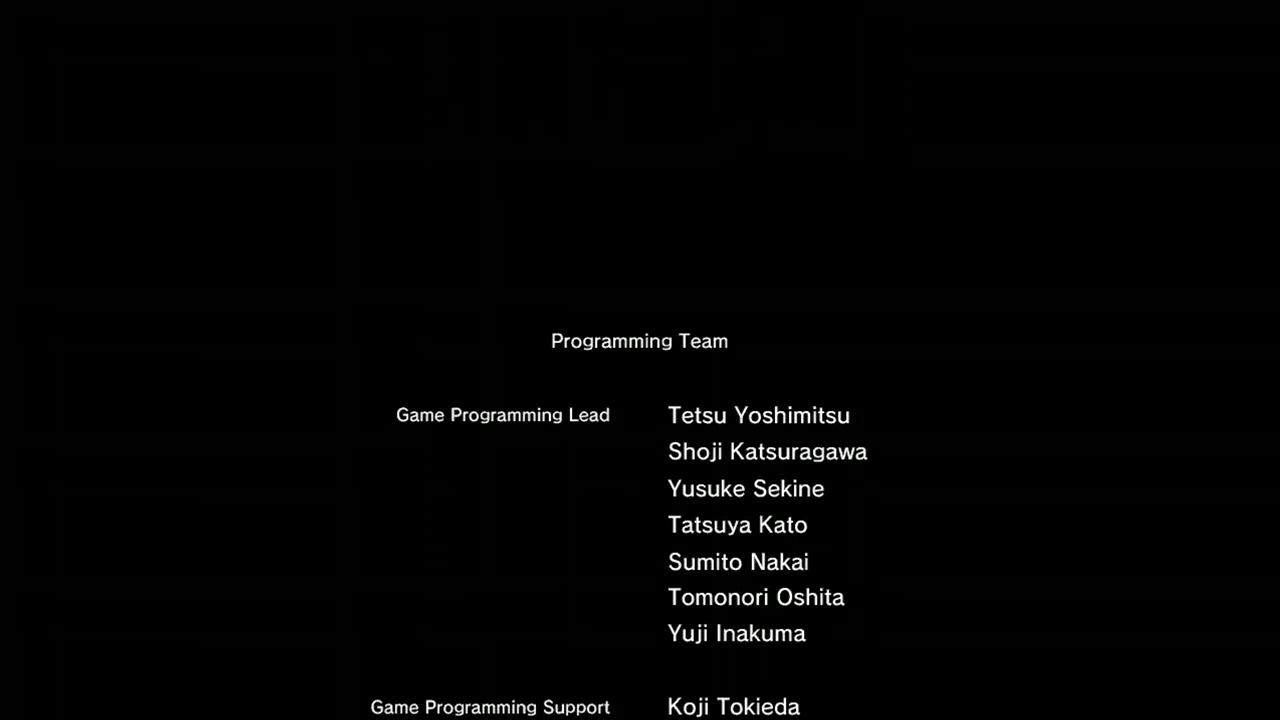 Programming Team
Game Programming Lead Tetsu Yoshimitsu
Shoji Katsuragawa
Yusuke Sekine
Tatsuya Kato
Sumito Nakai
Tomonori Oshita
Yuji Inakuma
Game Programming Support Koji Tokieda